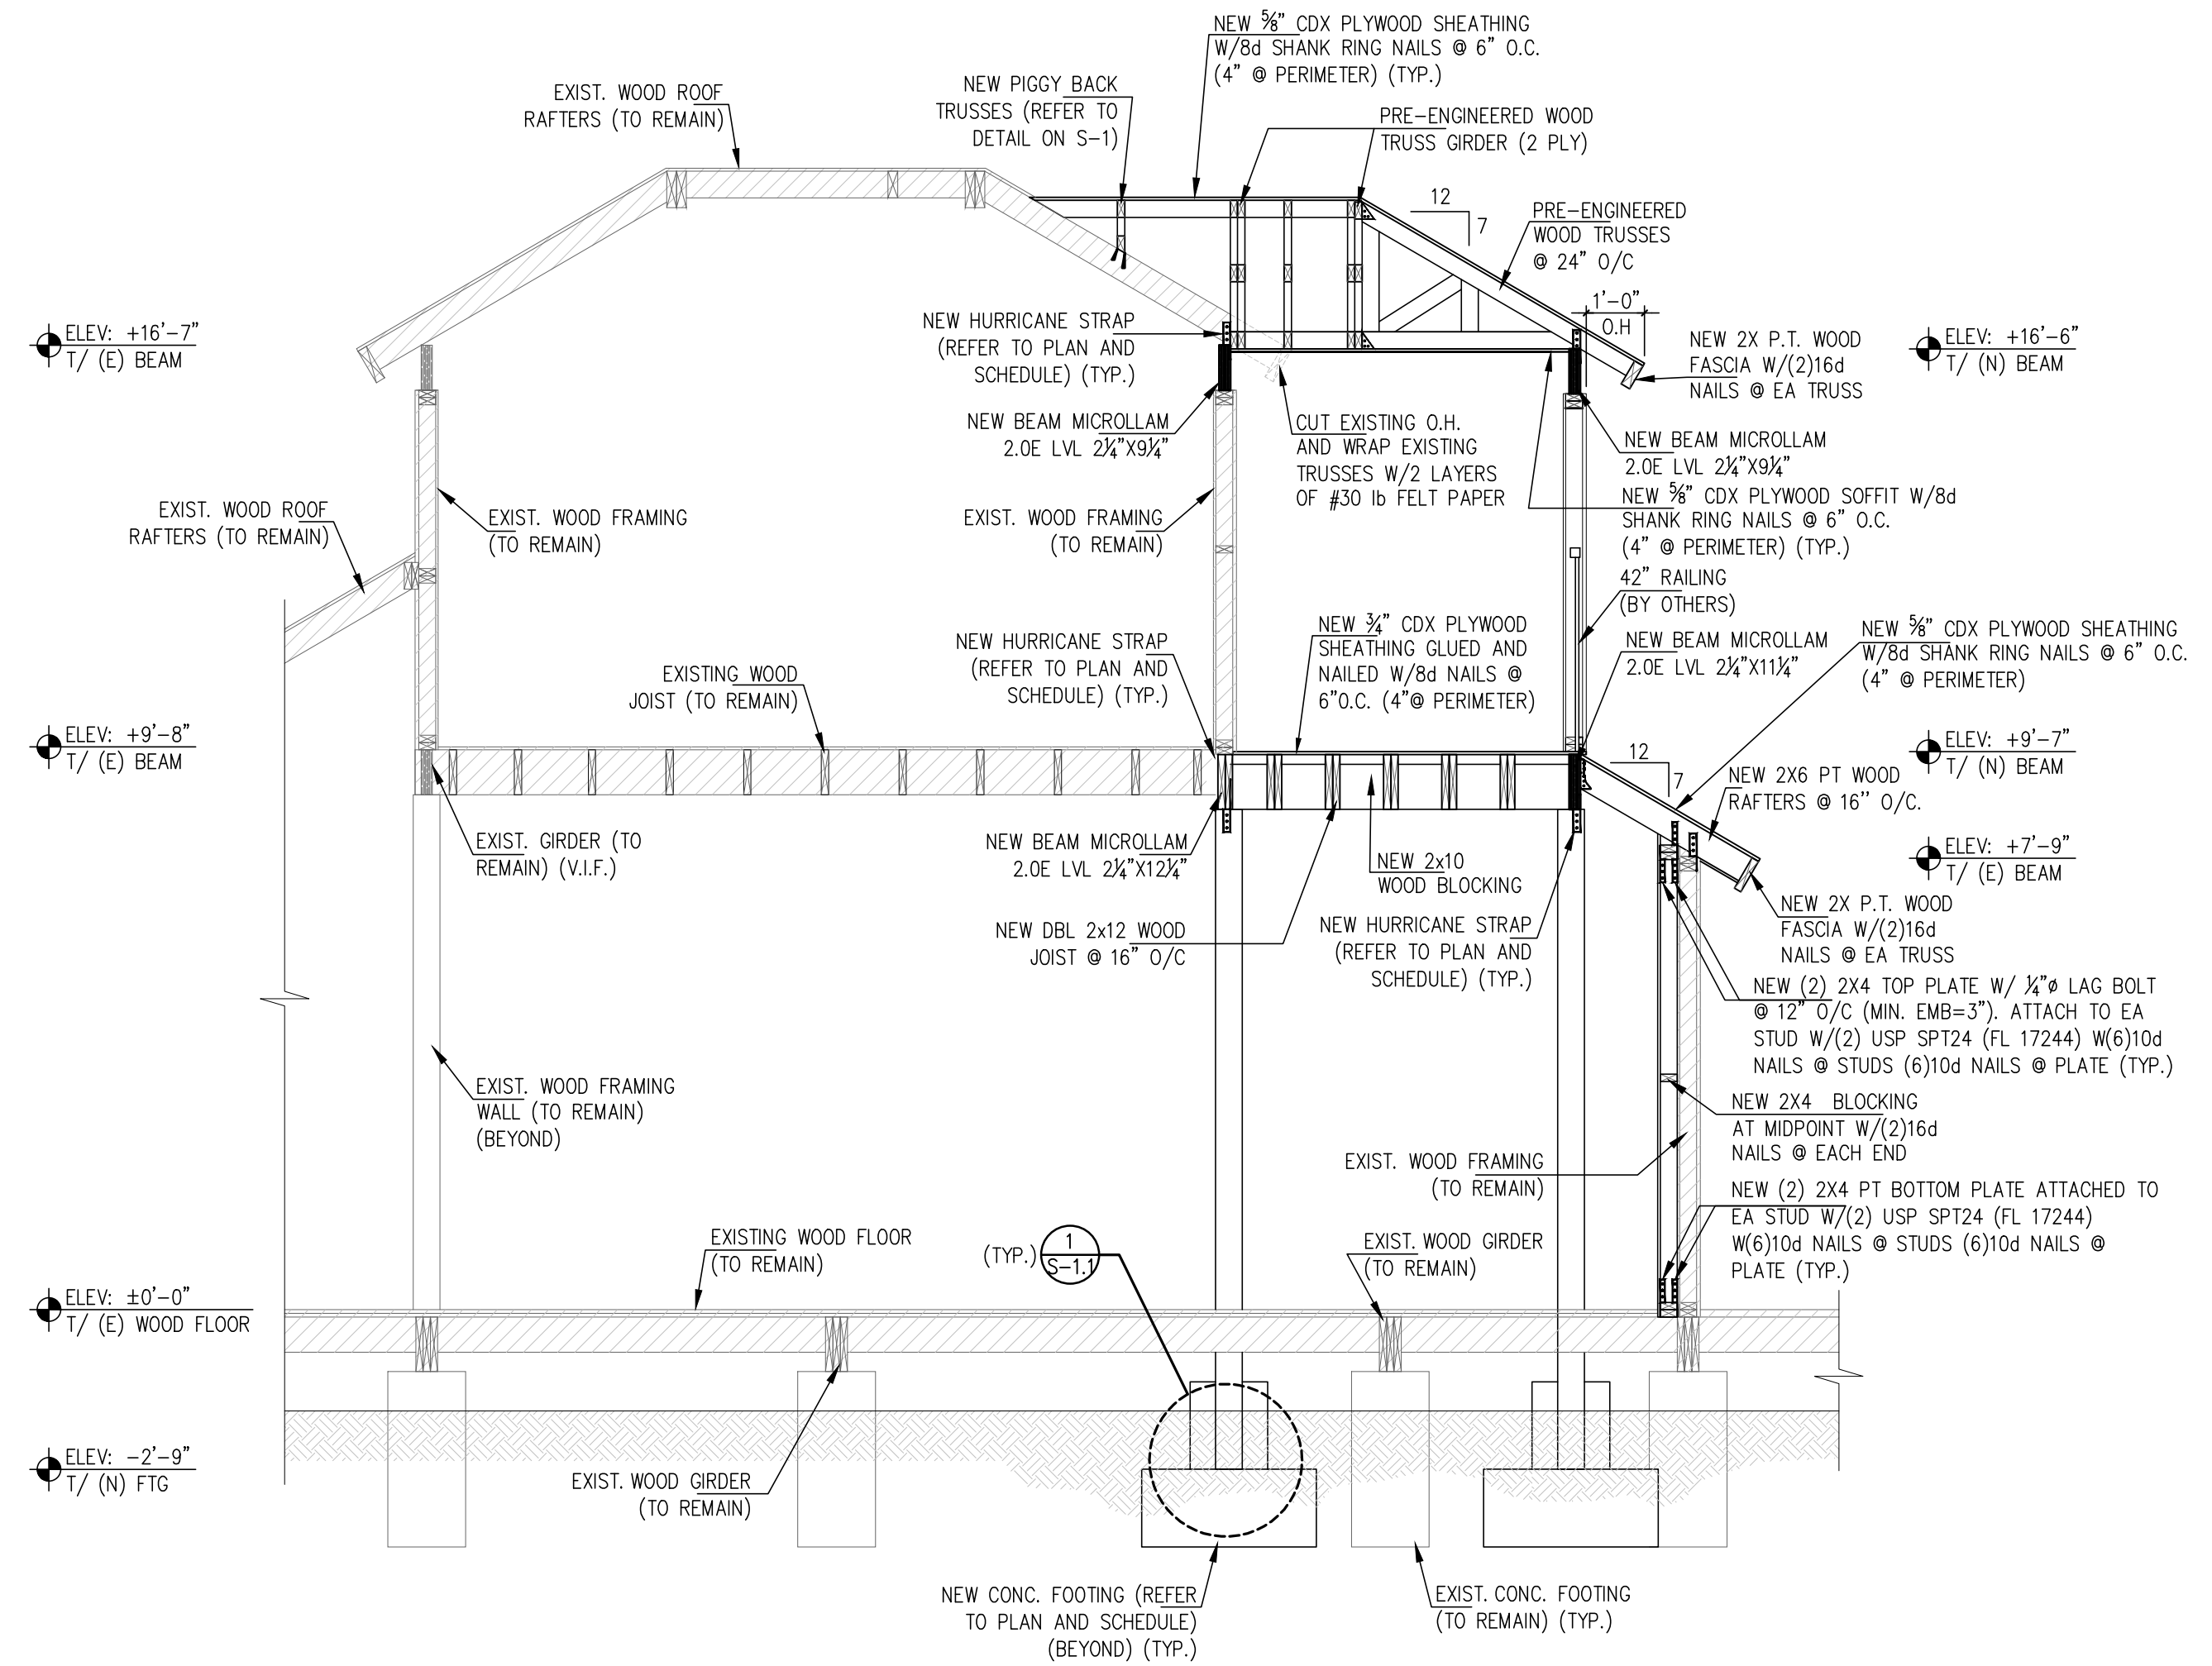 NEW ⅝" CDX PLYWOOD SHEATHING
W/8d SHANK RING NAILS @ 6" O.C.
(4" @ PERIMETER) (TYP.)
EXIST. WOOD ROOF
RAFTERS (TO REMAIN)
NEW PIGGY BACK
TRUSSES (REFER TO
DETAIL ON S-1)
PRE-ENGINEERED WOOD
TRUSS GIRDER (2 PLY)
12
7
PRE-ENGINEERED
WOOD TRUSSES
@ 24" O/C
1'-0"
O.H
ELEV: +16'-7"
T/ (E) BEAM
NEW HURRICANE STRAP
(REFER TO PLAN AND
SCHEDULE) (TYP.)
NEW 2X P.T. WOOD
FASCIA W/(2)16d
NAILS @ EA TRUSS
ELEV: +16'-6"
T/ (N) BEAM
NEW BEAM MICROLLAM
2.0E LVL 2¼"X9¼"
CUT EXISTING O.H.
AND WRAP EXISTING
TRUSSES W/2 LAYERS
OF #30 lb FELT PAPER
NEW BEAM MICROLLAM
2.0E LVL 2¼"X9¼"
NEW ⅝" CDX PLYWOOD SOFFIT W/8d
SHANK RING NAILS @ 6" O.C.
(4" @ PERIMETER) (TYP.)
EXIST. WOOD ROOF
RAFTERS (TO REMAIN)
EXIST. WOOD FRAMING
(TO REMAIN)
EXIST. WOOD FRAMING
(TO REMAIN)
42" RAILING
(BY OTHERS)
NEW HURRICANE STRAP
(REFER TO PLAN AND
SCHEDULE) (TYP.)
NEW ¾" CDX PLYWOOD
SHEATHING GLUED AND
NAILED W/8d NAILS @
6"O.C. (4"@ PERIMETER)
NEW BEAM MICROLLAM
2.0E LVL 2¼"X11¼"
NEW ⅝" CDX PLYWOOD SHEATHING
W/8d SHANK RING NAILS @ 6" O.C.
(4" @ PERIMETER)
EXISTING WOOD
JOIST (TO REMAIN)
ELEV: +9'-8"
T/ (E) BEAM
12
7
ELEV: +9'-7"
T/ (N) BEAM
NEW 2X6 PT WOOD
RAFTERS @ 16" O/C.
EXIST. GIRDER (TO
REMAIN) (V.I.F.)
NEW BEAM MICROLLAM
2.0E LVL 2¼"X12¼"
NEW 2x10
WOOD BLOCKING
ELEV: +7'-9"
T/ (E) BEAM
NEW DBL 2x12 WOOD
JOIST @ 16" O/C
NEW HURRICANE STRAP
(REFER TO PLAN AND
SCHEDULE) (TYP.)
NEW 2X P.T. WOOD
FASCIA W/(2)16d
NAILS @ EA TRUSS
NEW (2) 2X4 TOP PLATE W/ ¼"ø LAG BOLT
@ 12" O/C (MIN. EMB=3"). ATTACH TO EA
STUD W/(2) USP SPT24 (FL 17244) W(6)10d
NAILS @ STUDS (6)10d NAILS @ PLATE (TYP.)
EXIST. WOOD FRAMING
WALL (TO REMAIN)
(BEYOND)
NEW 2X4 BLOCKING
AT MIDPOINT W/(2)16d
NAILS @ EACH END
EXIST. WOOD FRAMING
(TO REMAIN)
NEW (2) 2X4 PT BOTTOM PLATE ATTACHED TO
EA STUD W/(2) USP SPT24 (FL 17244)
W(6)10d NAILS @ STUDS (6)10d NAILS @
PLATE (TYP.)
EXISTING WOOD FLOOR
(TO REMAIN)
(TYP.)
1
S-1.1
EXIST. WOOD GIRDER
(TO REMAIN)
ELEV: ±0'-0"
T/ (E) WOOD FLOOR
ELEV: -2'-9"
T/ (N) FTG
EXIST. WOOD GIRDER
(TO REMAIN)
NEW CONC. FOOTING (REFER
TO PLAN AND SCHEDULE)
(BEYOND) (TYP.)
EXIST. CONC. FOOTING
(TO REMAIN) (TYP.)